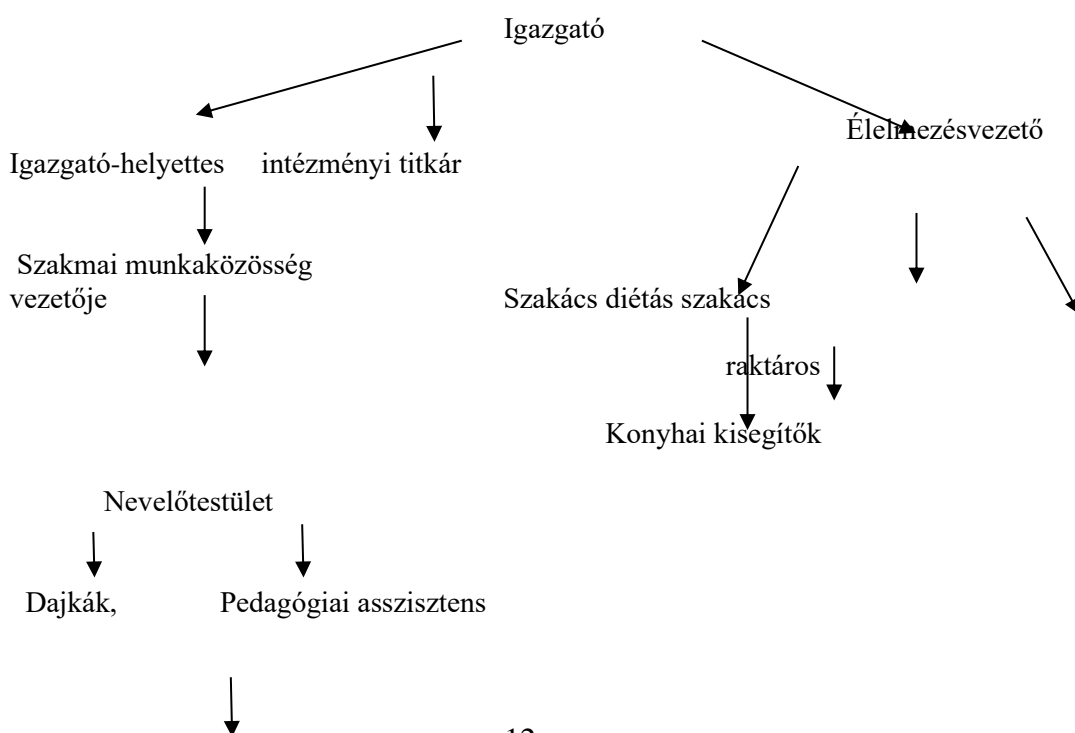 Igazgató
Élelmezésvezető
Igazgató-helyettes intézményi titkár
Szakmai munkaközösség
vezetője
Szakács diétás szakács
raktáros
Konyhai kisegítők
Nevelőtestület
Dajkák, Pedagógiai asszisztens
12